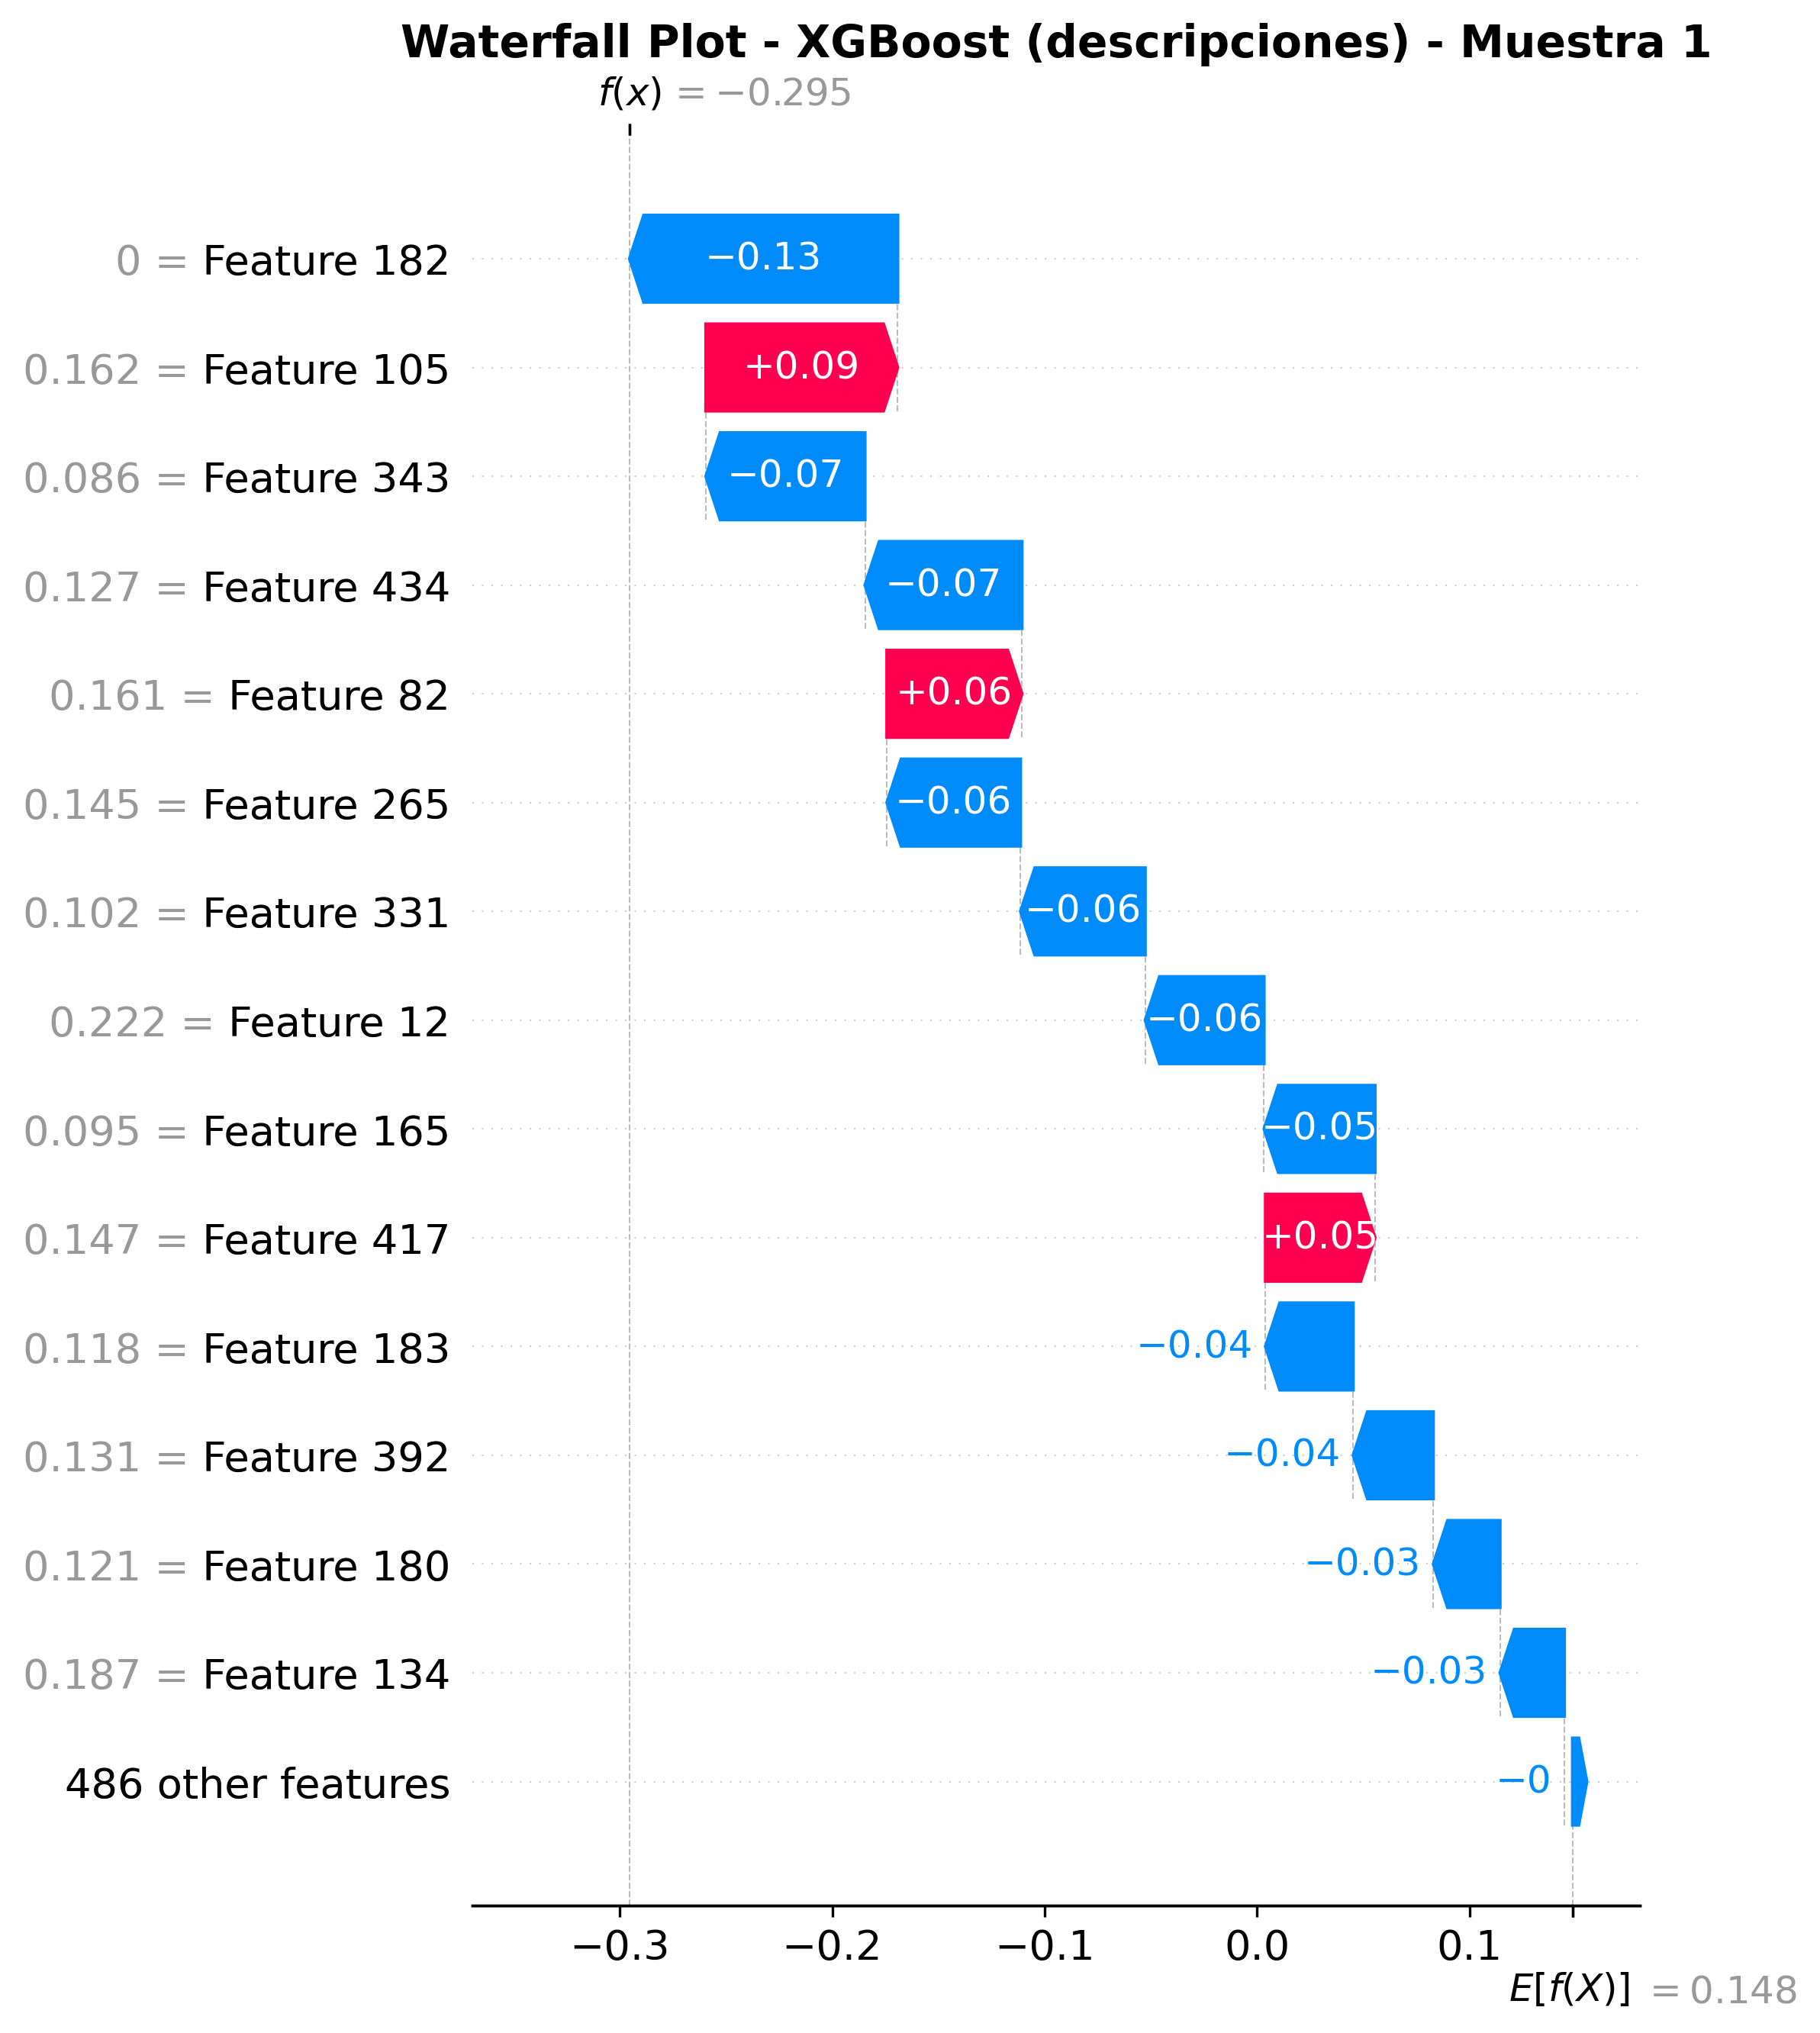 Waterfall Plot - XGBoost (descripciones) - Muestra 1
f(x) = −0.295
0 = Feature 182 −0.13
0.162 = Feature 105 +0.09
0.086 = Feature 343 −0.07
0.127 = Feature 434 −0.07
0.161 = Feature 82 +0.06
0.145 = Feature 265 −0.06
0.102 = Feature 331 −0.06
0.222 = Feature 12 −0.06
0.095 = Feature 165 −0.05
0.147 = Feature 417 +0.05
0.118 = Feature 183 −0.04
0.131 = Feature 392 −0.04
0.121 = Feature 180 −0.03
0.187 = Feature 134 −0.03
486 other features −0
−0.3 −0.2 −0.1 0.0 0.1
E[f(X)] = 0.148